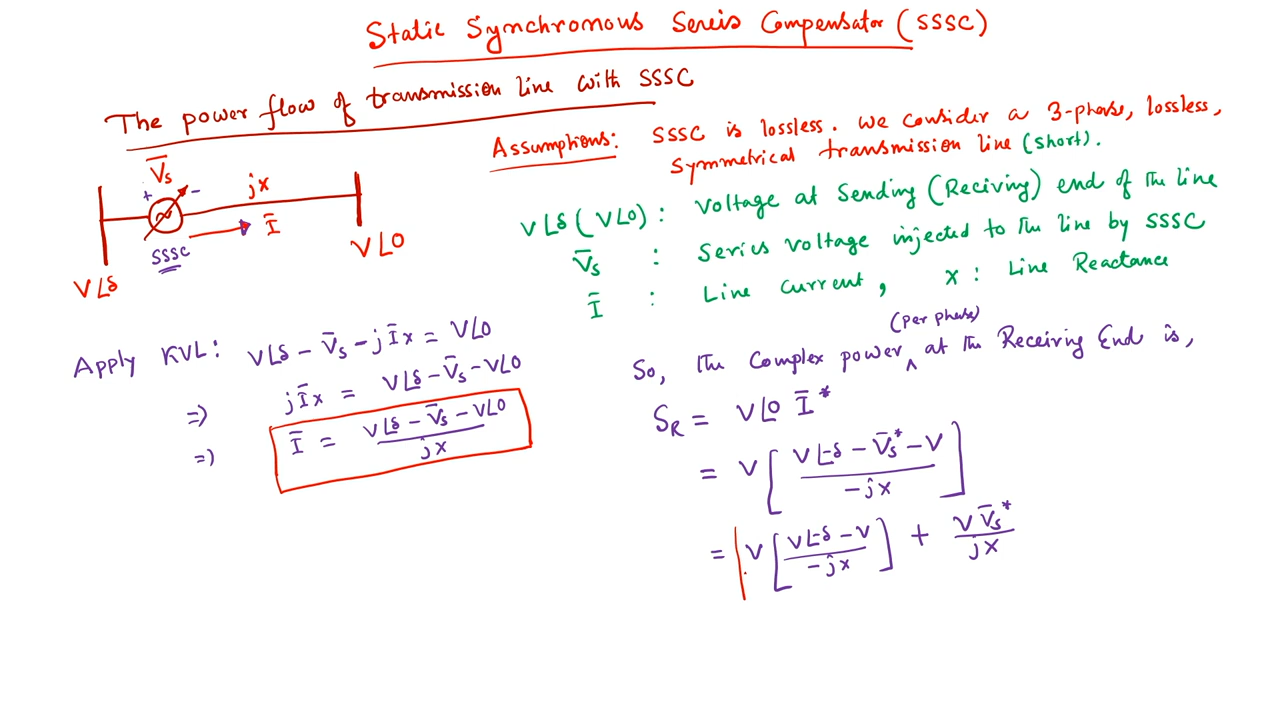 Static Synchronous Sereis Compensator (SSSC)
The power flow of transmission line with SSSC
Assumptions: SSSC is lossless. We consider a 3-phase, lossless,
symmetrical transmission line (short).
V̄s
+ -
jx
Ī
SSSC
V∠0
V∠δ
V∠δ (V∠0) : Voltage at Sending (Reciving) end of the line
V̄s : Series voltage injected to the line by SSSC
Ī : Line current, x : Line Reactance
Apply KVL: V∠δ - V̄s - jĪx = V∠0
=> jĪx = V∠δ - V̄s - V∠0
=> Ī = (V∠δ - V̄s - V∠0) / jx
(per phase)
So, the Complex power ^ at the Receiving End is,
S_R = V∠0 Ī*
= V [(V∠-δ - V̄s* - V) / -jx]
= V [(V∠-δ - V) / -jx] + V V̄s* / jx